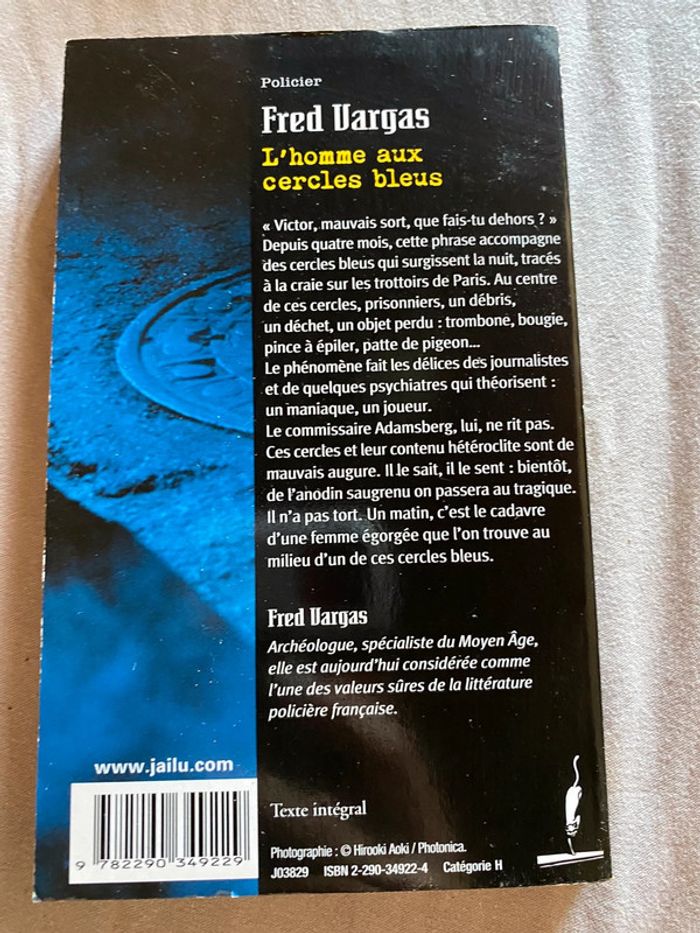 Policier
Fred Vargas
L'homme aux
cercles bleus
« Victor, mauvais sort, que fais-tu dehors ? »
Depuis quatre mois, cette phrase accompagne
des cercles bleus qui surgissent la nuit, tracés
à la craie sur les trottoirs de Paris. Au centre
de ces cercles, prisonniers, un débris,
un déchet, un objet perdu : trombone, bougie,
pince à épiler, patte de pigeon...
Le phénomène fait les délices des journalistes
et de quelques psychiatres qui théorisent :
un maniaque, un joueur.
Le commissaire Adamsberg, lui, ne rit pas.
Ces cercles et leur contenu hétéroclite sont de
mauvais augure. Il le sait, il le sent : bientôt,
de l'anodin saugrenu on passera au tragique.
Il n'a pas tort. Un matin, c'est le cadavre
d'une femme égorgée que l'on trouve au
milieu d'un de ces cercles bleus.
Fred Vargas
Archéologue, spécialiste du Moyen Âge,
elle est aujourd'hui considérée comme
l'une des valeurs sûres de la littérature
policière française.
www.jailu.com
9 782290 349229
Texte intégral
Photographie : © Hirooki Aoki / Photonica.
J03829 ISBN 2-290-34922-4 Catégorie H